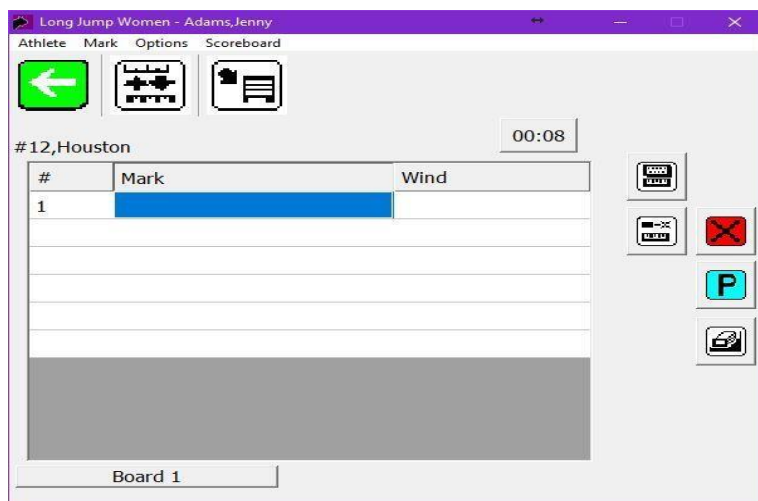 Long Jump Women - Adams,Jenny
Athlete Mark Options Scoreboard
00:08
#12,Houston
# Mark Wind
1
P
Board 1